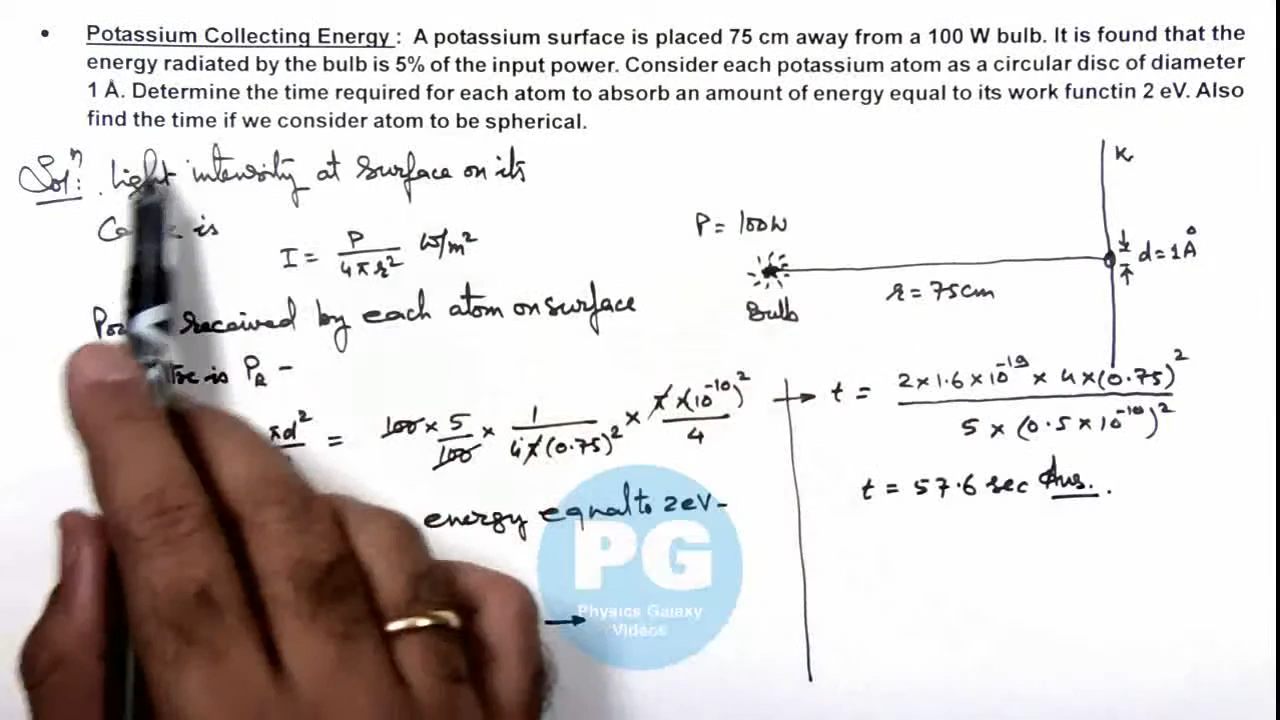 • Potassium Collecting Energy : A potassium surface is placed 75 cm away from a 100 W bulb. It is found that the
energy radiated by the bulb is 5% of the input power. Consider each potassium atom as a circular disc of diameter
1 Å. Determine the time required for each atom to absorb an amount of energy equal to its work functin 2 eV. Also
find the time if we consider atom to be spherical.
Solⁿ: Light intensity at surface on its
is
I = P / 4πr² W/m²
received by each atom on surface
is P_R -
πd² = 100 × 5/100 × 1 / 4π×(0.75)² × π×(10⁻¹⁰)² / 4
energy equal to 2eV-
→
P = 100W
Bulb
r = 75cm
K
d = 1Å
→ t = 2×1.6×10⁻¹⁹ × 4×(0.75)² / 5 × (0.5×10⁻¹⁰)²
t = 57.6 sec Ans.
PG
Physics Galaxy
Videos